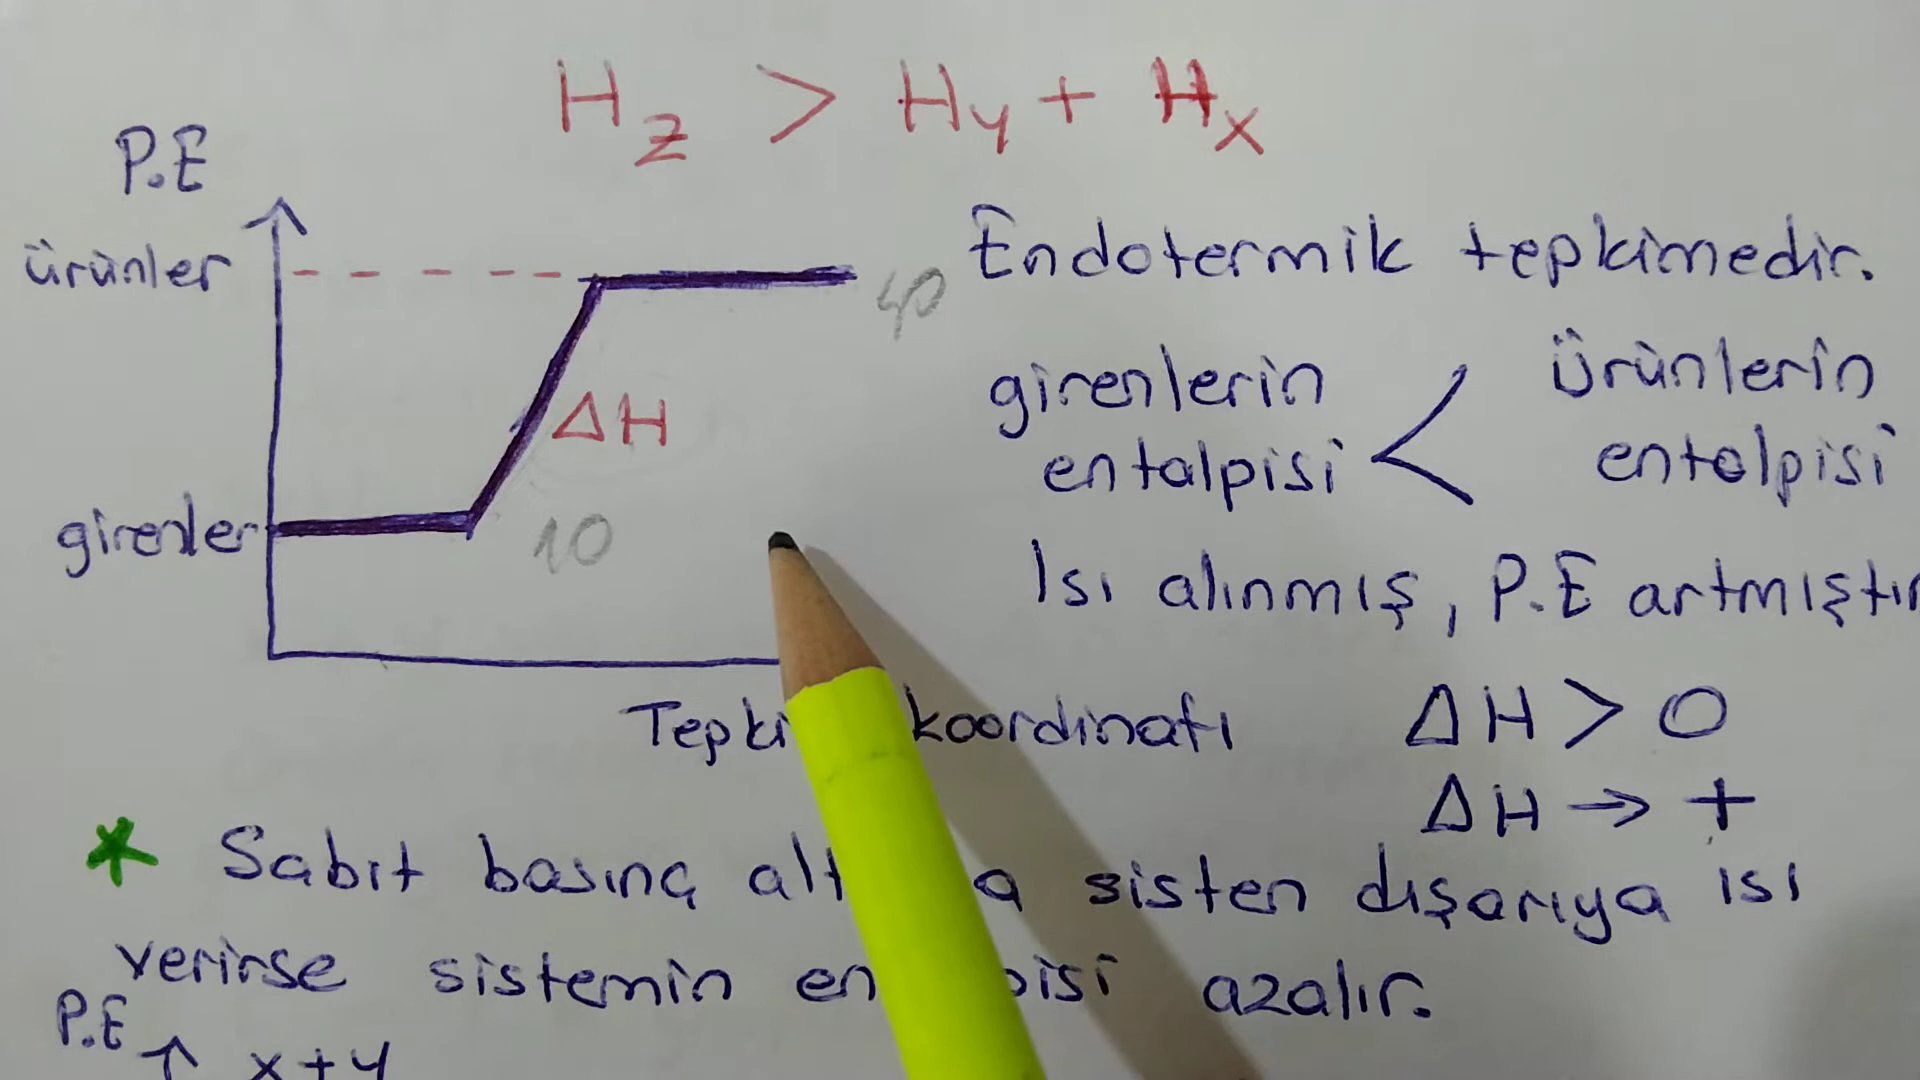 H_Z > H_Y + H_X
P.E
ürünler
40
ΔH
girenler
10
Endotermik tepkimedir.
girenlerin entalpisi < Ürünlerin entalpisi
Isı alınmış, P.E artmıştır
koordinatı
ΔH > 0
ΔH → +
* Sabit basınç sisten dışarıya ısı
verirse sistemin azalır.
P.E
x+y